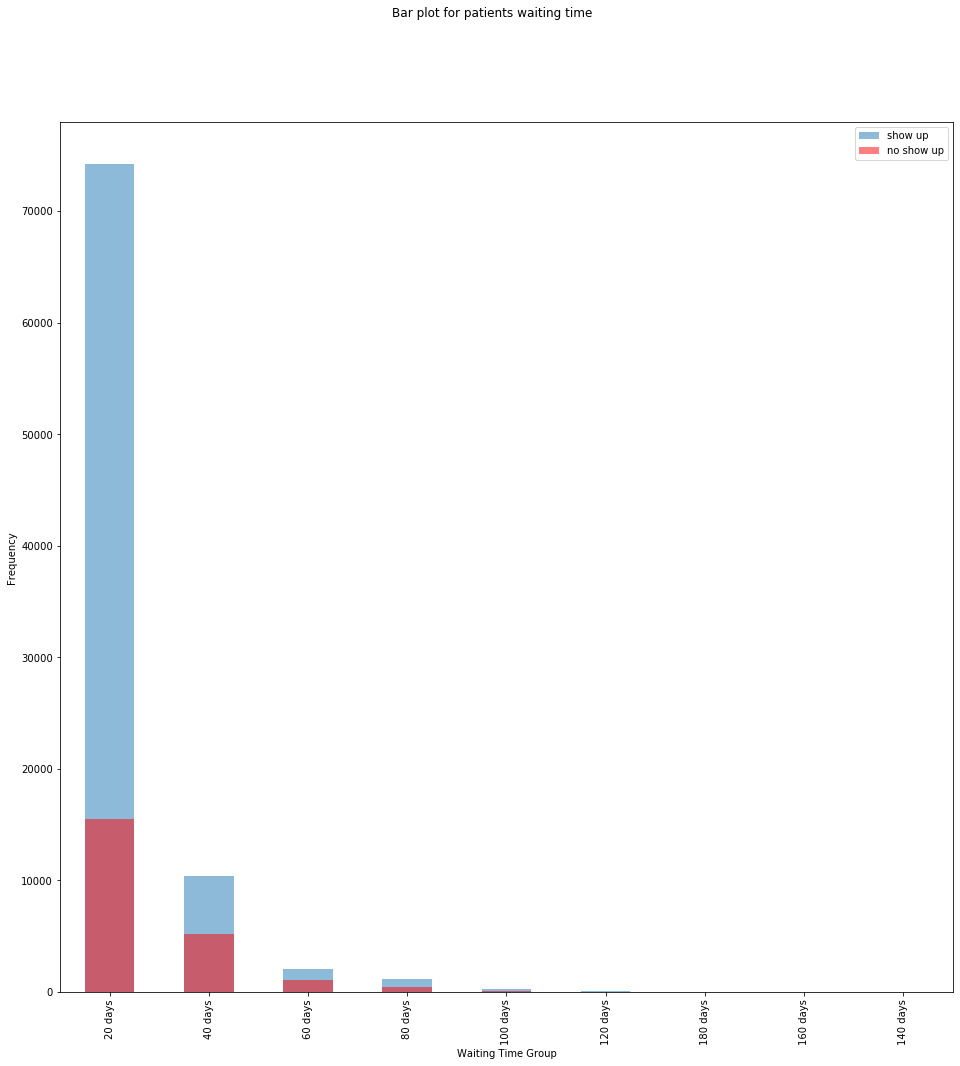 Bar plot for patients waiting time
show up
no show up
70000
60000
50000
40000
30000
20000
10000
0
Frequency
20 days
40 days
60 days
80 days
100 days
120 days
180 days
160 days
140 days
Waiting Time Group